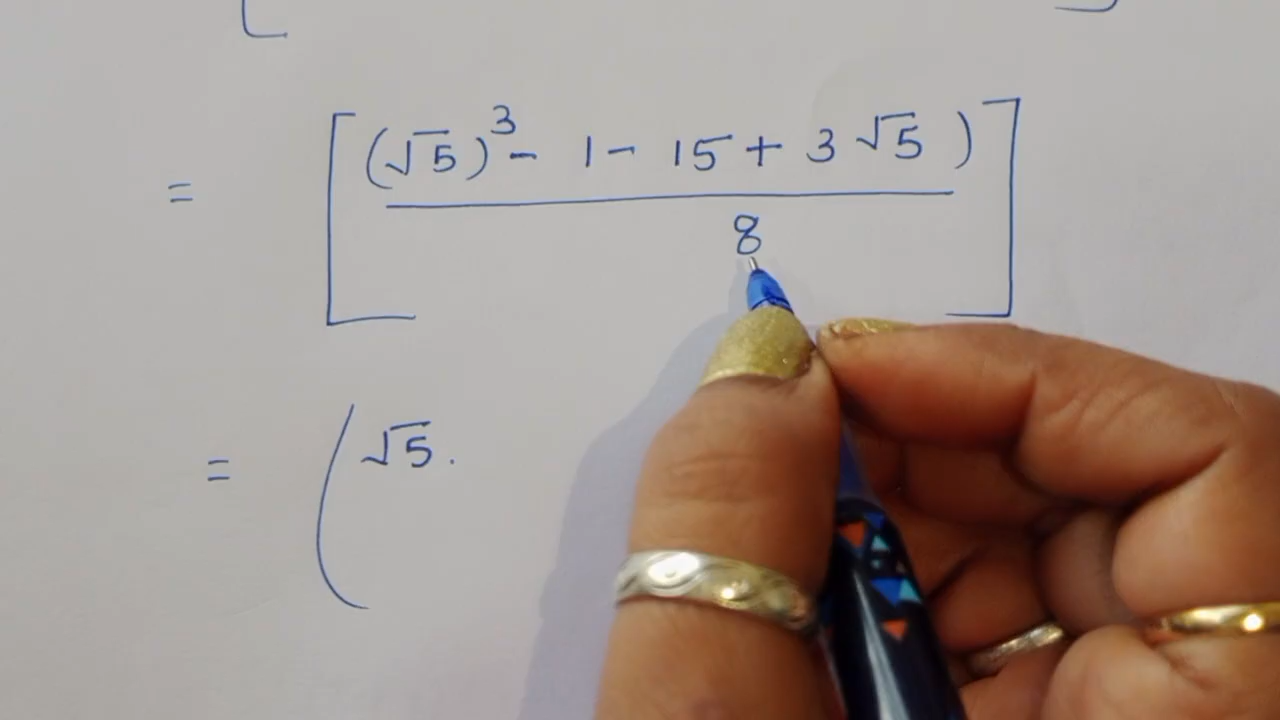 = [ (√5)³ - 1 - 15 + 3√5 ) ]
8
= ( √5.